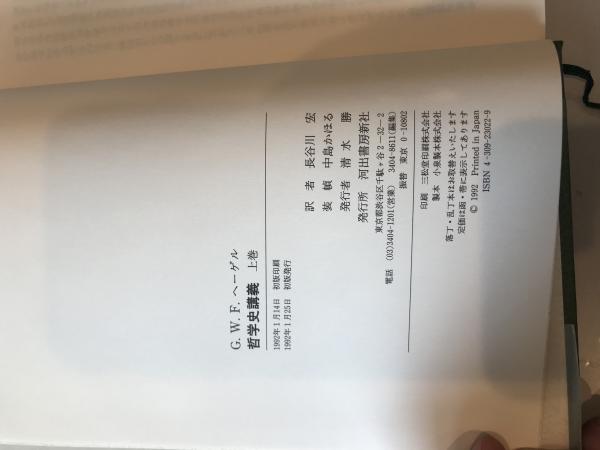 G. W. F. ヘーゲル
哲学史講義 上巻
1992年1月14日 初版印刷
1992年1月25日 初版発行
訳者 長谷川 宏
装幀 中島かほる
発行者 清水 勝
発行所 河出書房新社
東京都渋谷区千駄ヶ谷2-32-2
電話 (03)3404-1201(営業) 3404-8611(編集)
振替 東京 0-10802
印刷 三松堂印刷株式会社
製本 小泉製本株式会社
落丁・乱丁本はお取替えいたします
定価は函・帯に表示してあります
© 1992 Printed in Japan
ISBN 4-309-23022-9